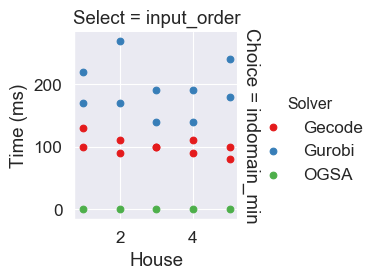 Select = input_order
Time (ms)
200
100
0
2
4
House
Choice = indomain_min
Solver
Gecode
Gurobi
OGSA